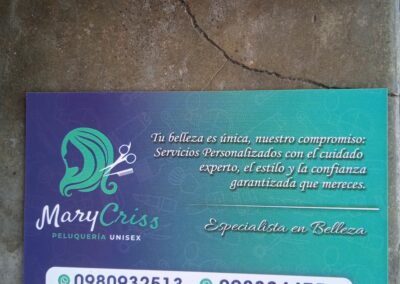 Tu belleza es única, nuestro compromiso:
Servicios Personalizados con el cuidado
experto, el estilo y la confianza
garantizada que mereces.
MaryCriss
PELUQUERÍA UNISEX
Especialista en Belleza
0980932513